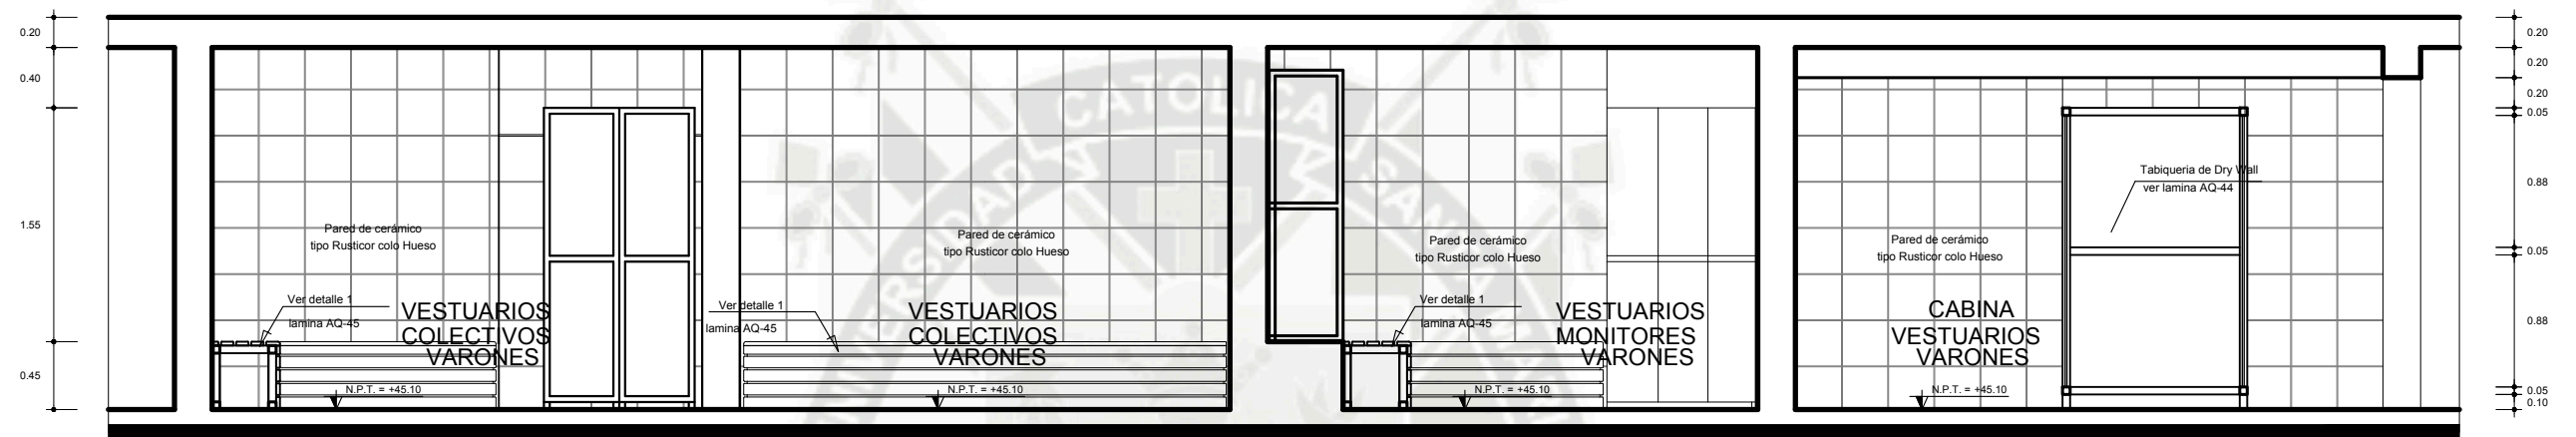 0.20
0.40
1.55
0.45
Pared de cerámico
tipo Rusticor colo Hueso
Ver detalle 1
lamina AQ-45
VESTUARIOS
COLECTIVOS
VARONES
N.P.T. = +45.10
Pared de cerámico
tipo Rusticor colo Hueso
Ver detalle 1
lamina AQ-45
VESTUARIOS
COLECTIVOS
VARONES
N.P.T. = +45.10
Pared de cerámico
tipo Rusticor colo Hueso
Ver detalle 1
lamina AQ-45
VESTUARIOS
MONITORES
VARONES
N.P.T. = +45.10
Pared de cerámico
tipo Rusticor colo Hueso
CABINA
VESTUARIOS
VARONES
N.P.T. = +45.10
Tabiqueria de Dry Wall
ver lamina AQ-44
0.20
0.20
0.20
0.05
0.88
0.05
0.88
0.05
0.10
UNIVERSIDAD CATOLICA SANTA MARIA